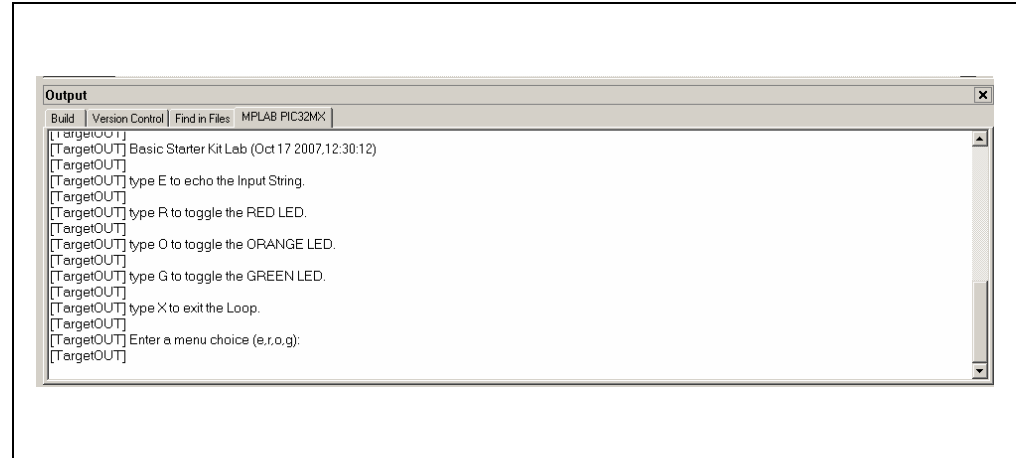 Output
Build Version Control Find in Files MPLAB PIC32MX
[TargetOUT]
[TargetOUT] Basic Starter Kit Lab (Oct 17 2007,12:30:12)
[TargetOUT]
[TargetOUT] type E to echo the Input String.
[TargetOUT]
[TargetOUT] type R to toggle the RED LED.
[TargetOUT]
[TargetOUT] type O to toggle the ORANGE LED.
[TargetOUT]
[TargetOUT] type G to toggle the GREEN LED.
[TargetOUT]
[TargetOUT] type X to exit the Loop.
[TargetOUT]
[TargetOUT] Enter a menu choice (e,r,o,g):
[TargetOUT]